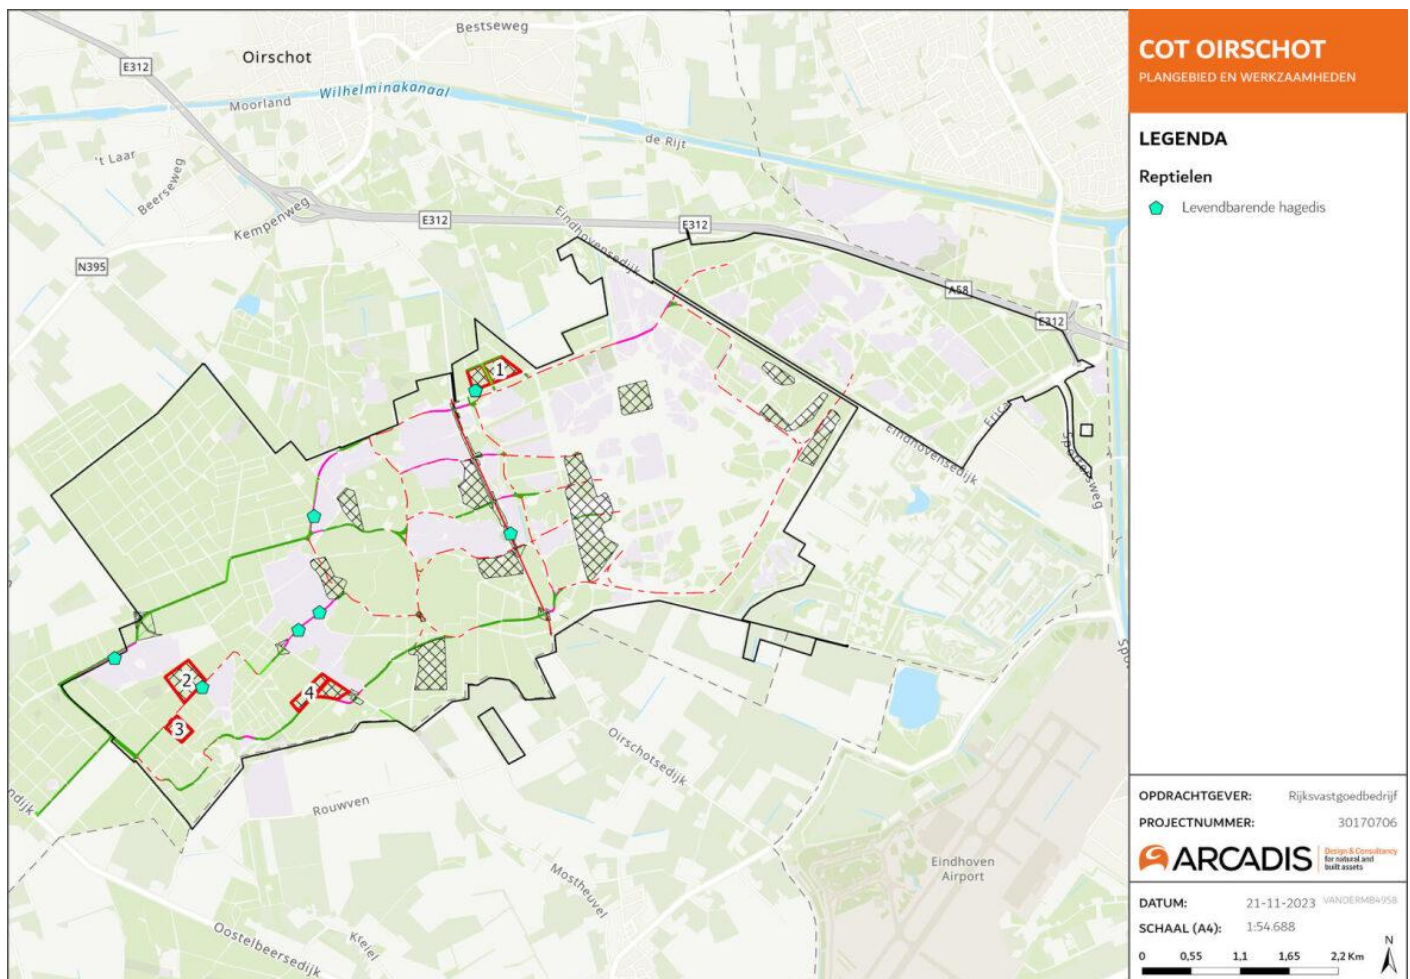 Oirschot
Bestseweg
E312
Moorland
Wilhelminakanaal
de Rijt
't Laar
Beerseweg
Kempenweg
E312
E312
Eindhovensedijk
N395
A58
E312
1
Erica
Eindhovensedijk
2
4
3
Oirschotsedijk
Rouwven
Mostheuvel
Eindhoven
Airport
Oostelbeersedijk
ndijk
COT OIRSCHOT
PLANGEBIED EN WERKZAAMHEDEN
LEGENDA
Reptielen
Levendbarende hagedis
OPDRACHTGEVER: Rijksvastgoedbedrijf
PROJECTNUMMER: 30170706
ARCADIS
Design & Consultancy
for natural and
built assets
DATUM: 21-11-2023 VANDERMB4958
SCHAAL (A4): 1:54.688
N
0 0,55 1,1 1,65 2,2 Km